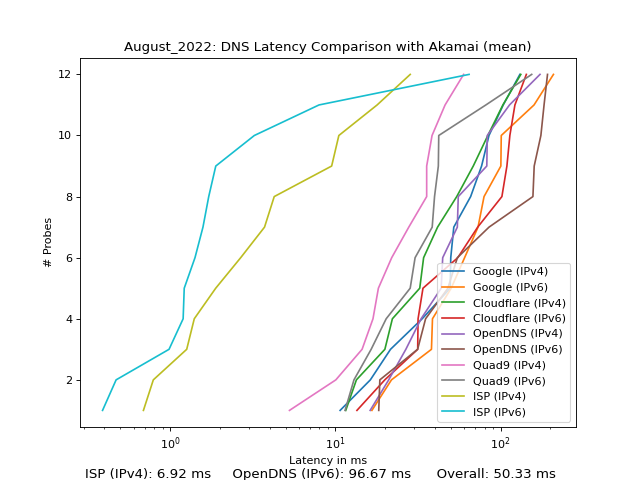 August_2022: DNS Latency Comparison with Akamai (mean)
12
10
8
6
4
2
# Probes
Google (IPv4)
Google (IPv6)
Cloudflare (IPv4)
Cloudflare (IPv6)
OpenDNS (IPv4)
OpenDNS (IPv6)
Quad9 (IPv4)
Quad9 (IPv6)
ISP (IPv4)
ISP (IPv6)
10⁰ 10¹ 10²
Latency in ms
ISP (IPv4): 6.92 ms OpenDNS (IPv6): 96.67 ms Overall: 50.33 ms